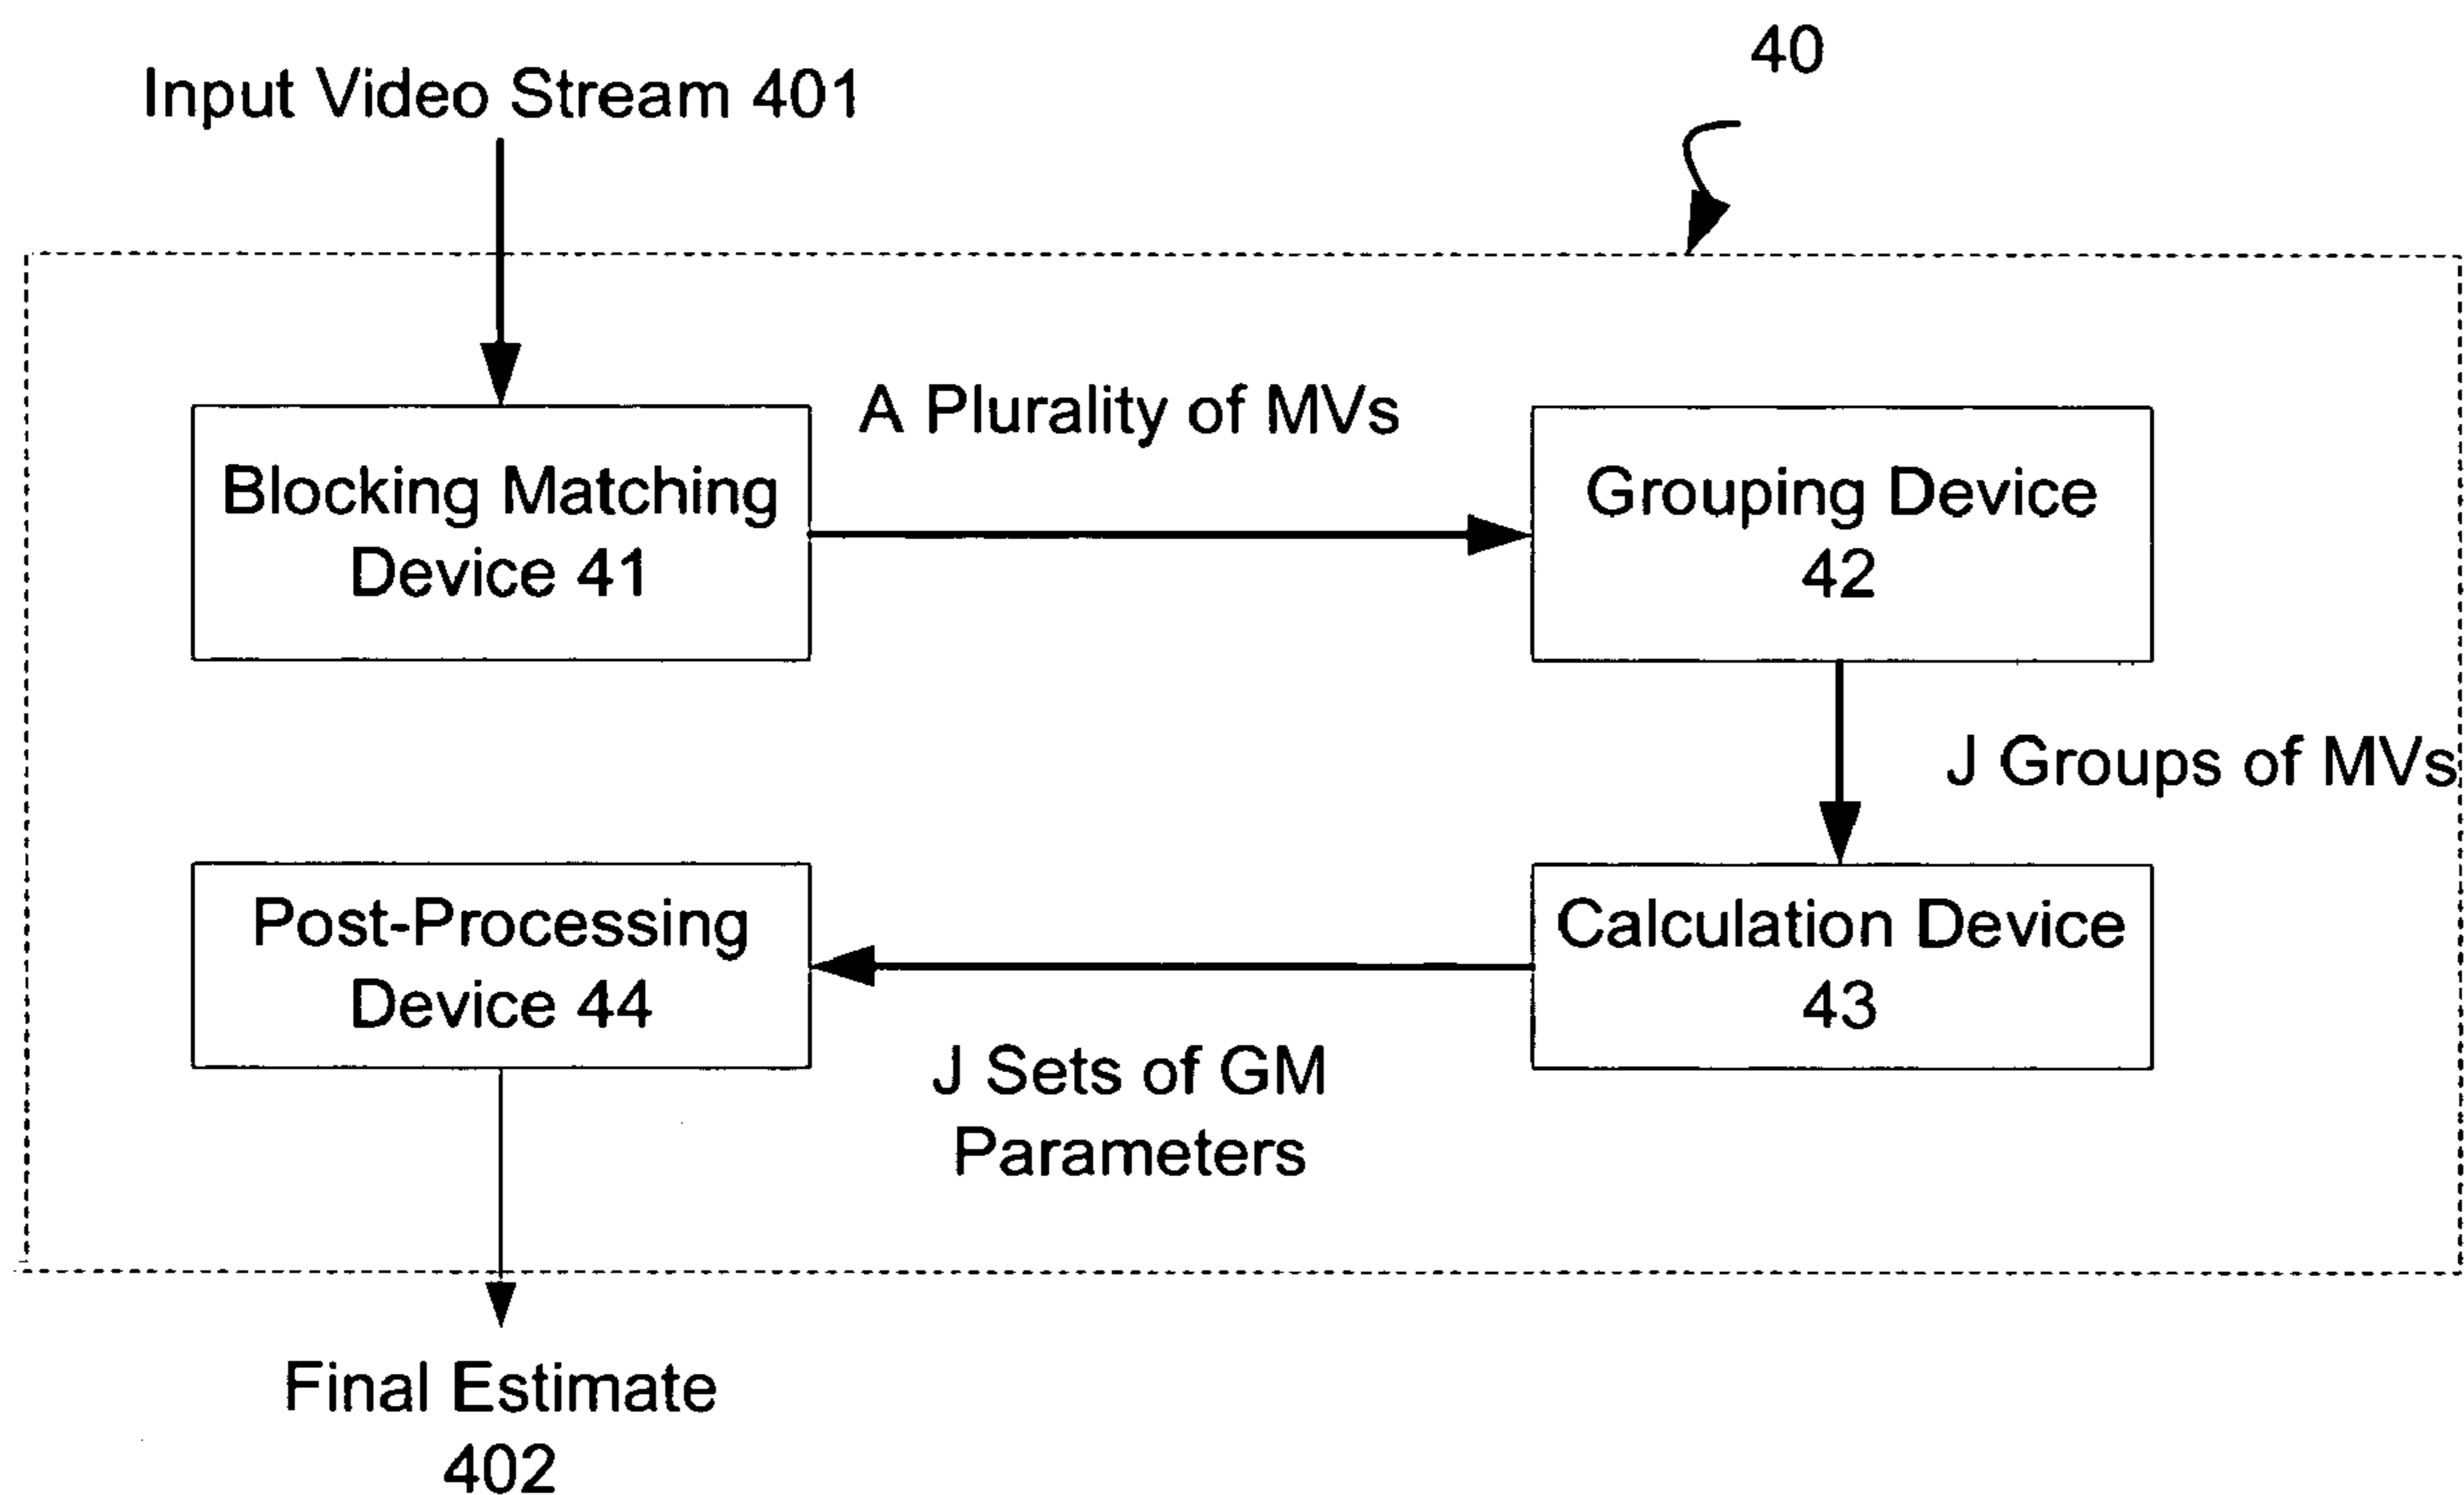 40
Input Video Stream 401
A Plurality of MVs
Blocking Matching
Device 41
Grouping Device
42
J Groups of MVs
Post-Processing
Device 44
Calculation Device
43
J Sets of GM
Parameters
Final Estimate
402